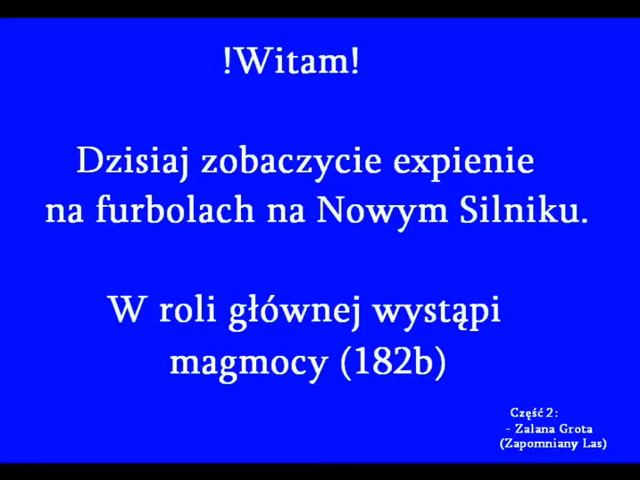 !Witam!
Dzisiaj zobaczycie expienie
na furbolach na Nowym Silniku.
W roli głównej wystąpi
magmocy (182b)
Część 2:
- Zalana Grota
(Zapomniany Las)